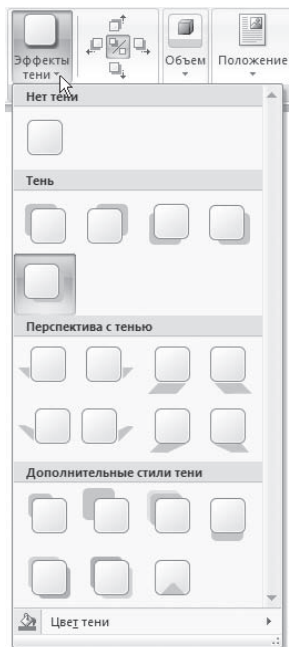 Эффекты
тени
Объем
Положение
Нет тени
Тень
Перспектива с тенью
Дополнительные стили тени
Цвет тени